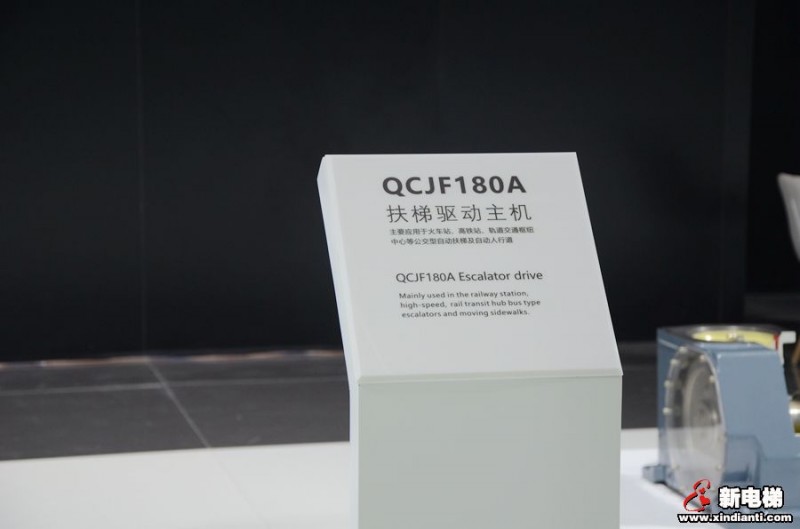 QCJF180A
扶梯驱动主机
主要应用于火车站、高铁站、轨道交通枢纽
中心等公交型自动扶梯及自动人行道
QCJF180A Escalator drive
Mainly used in the railway station,
high-speed, rail transit hub bus type
escalators and moving sidewalks.
新电梯
www.xindianti.com